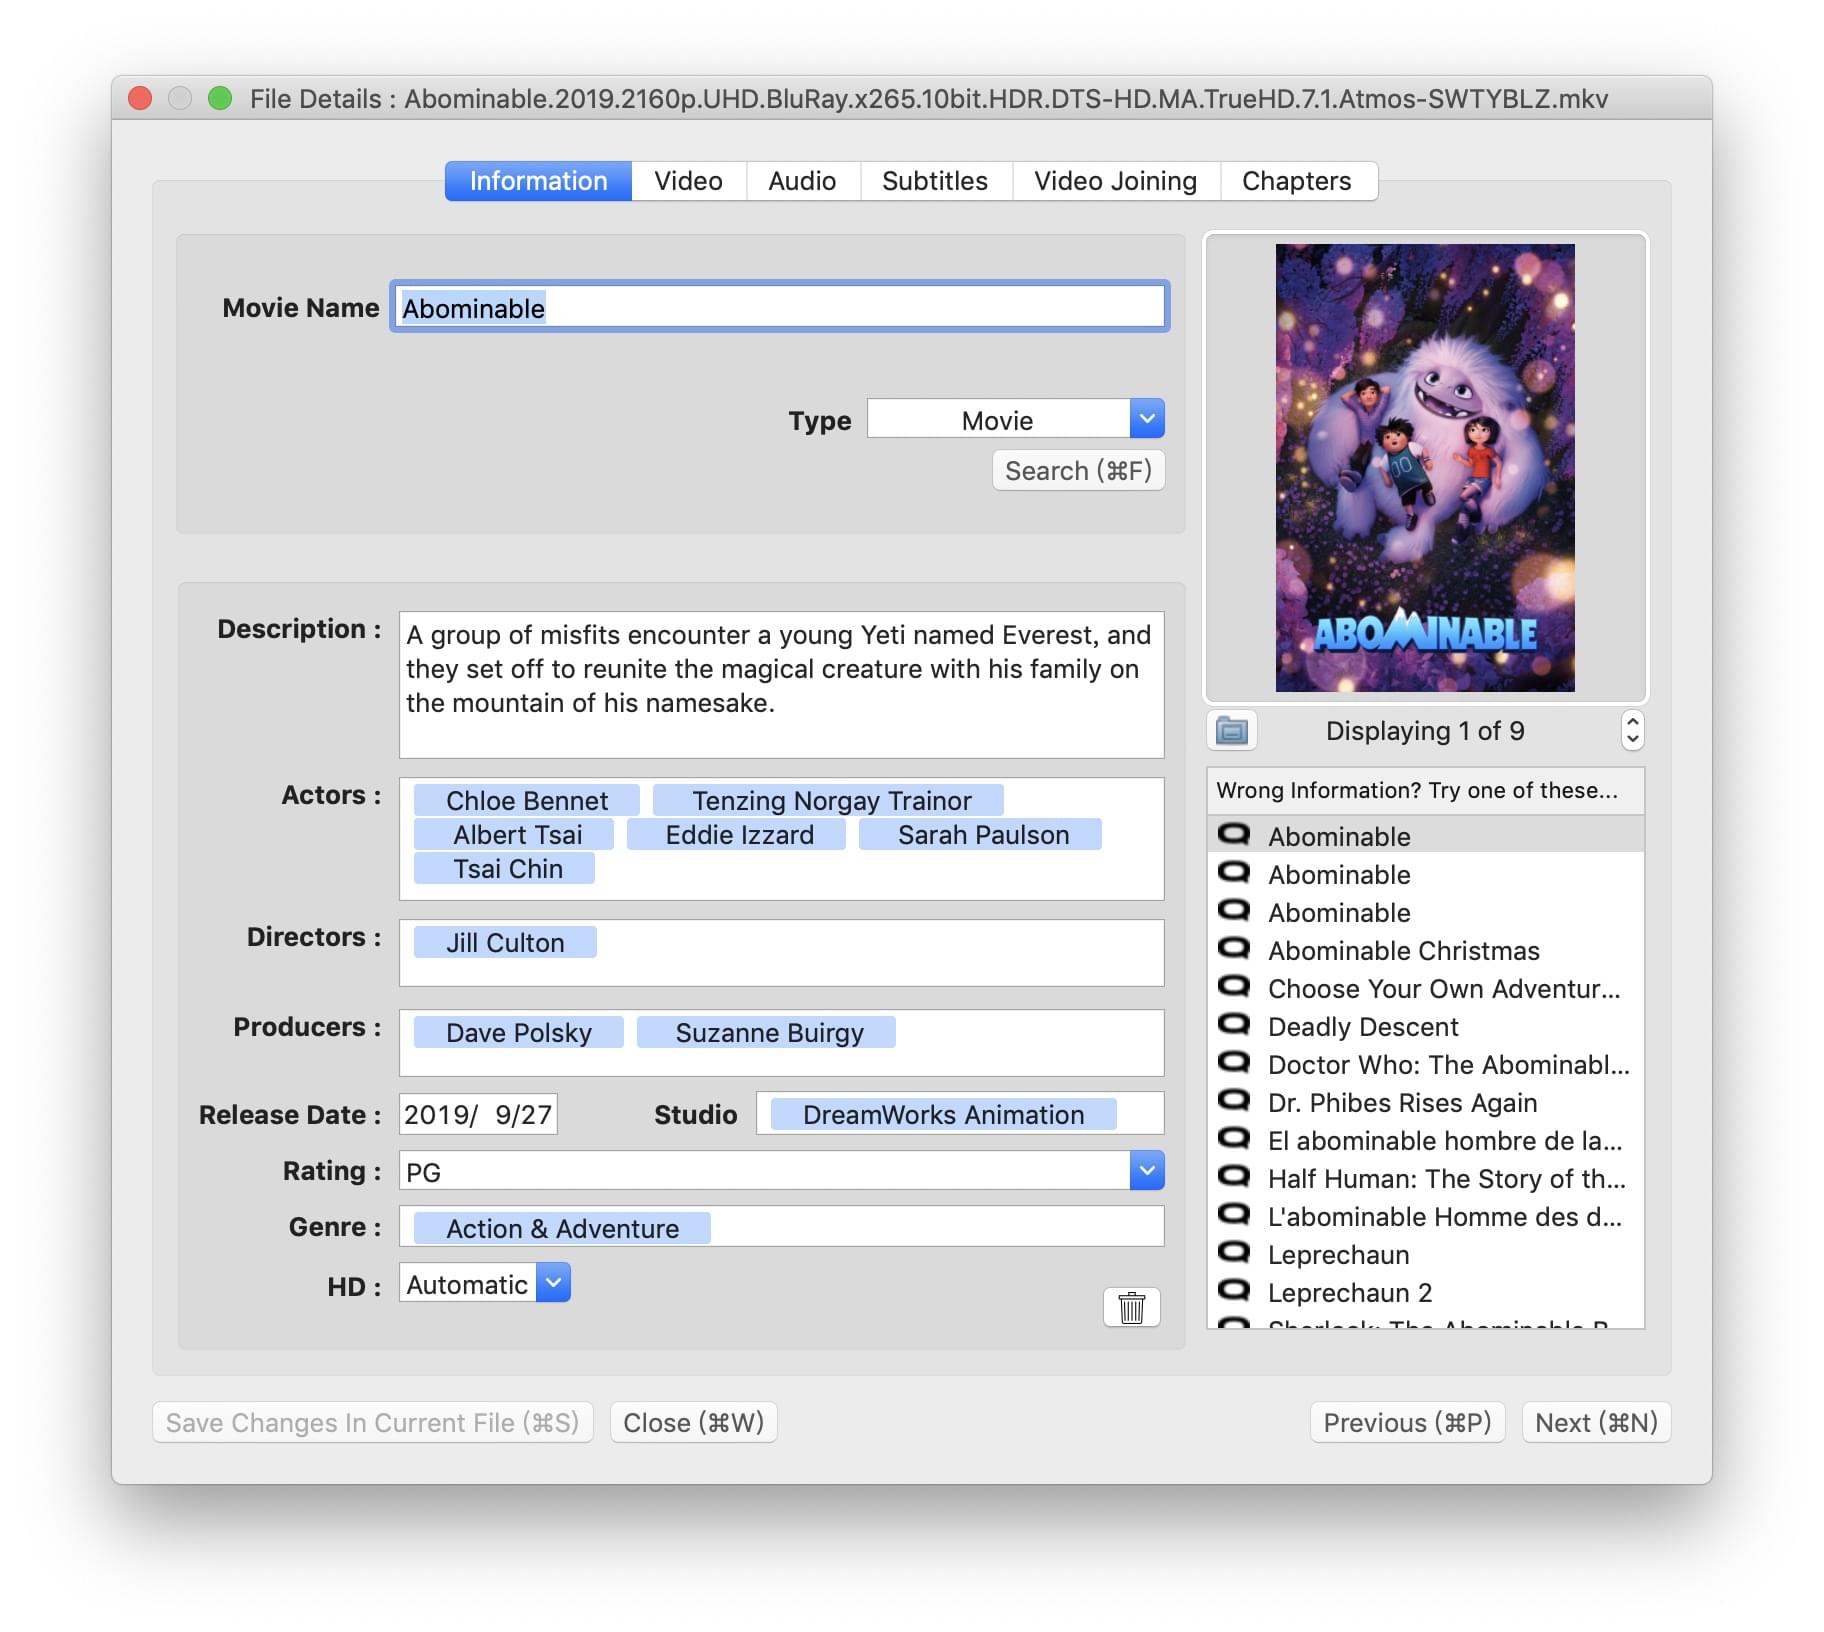 File Details : Abominable.2019.2160p.UHD.BluRay.x265.10bit.HDR.DTS-HD.MA.TrueHD.7.1.Atmos-SWTYBLZ.mkv
Information Video Audio Subtitles Video Joining Chapters
Movie Name Abominable
Type Movie
Search (⌘F)
Description : A group of misfits encounter a young Yeti named Everest, and
they set off to reunite the magical creature with his family on
the mountain of his namesake.
Actors : Chloe Bennet Tenzing Norgay Trainor
Albert Tsai Eddie Izzard Sarah Paulson
Tsai Chin
Directors : Jill Culton
Producers : Dave Polsky Suzanne Buirgy
Release Date : 2019/ 9/27 Studio DreamWorks Animation
Rating : PG
Genre : Action & Adventure
HD : Automatic
00
ABOMINABLE
Displaying 1 of 9
Wrong Information? Try one of these...
Abominable
Abominable
Abominable
Abominable Christmas
Choose Your Own Adventur...
Deadly Descent
Doctor Who: The Abominabl...
Dr. Phibes Rises Again
El abominable hombre de la...
Half Human: The Story of th...
L'abominable Homme des d...
Leprechaun
Leprechaun 2
Sherlock: The Abominable B...
Save Changes In Current File (⌘S) Close (⌘W) Previous (⌘P) Next (⌘N)